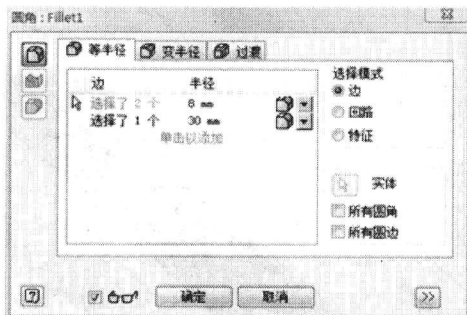 圆角 : Fillet1
等半径 变半径 过渡
边 半径
选择了 2 个 6 mm
选择了 1 个 30 mm
单击以添加
选择模式
边
回路
特征
实体
所有圆角
所有圆边
确定 取消 >>